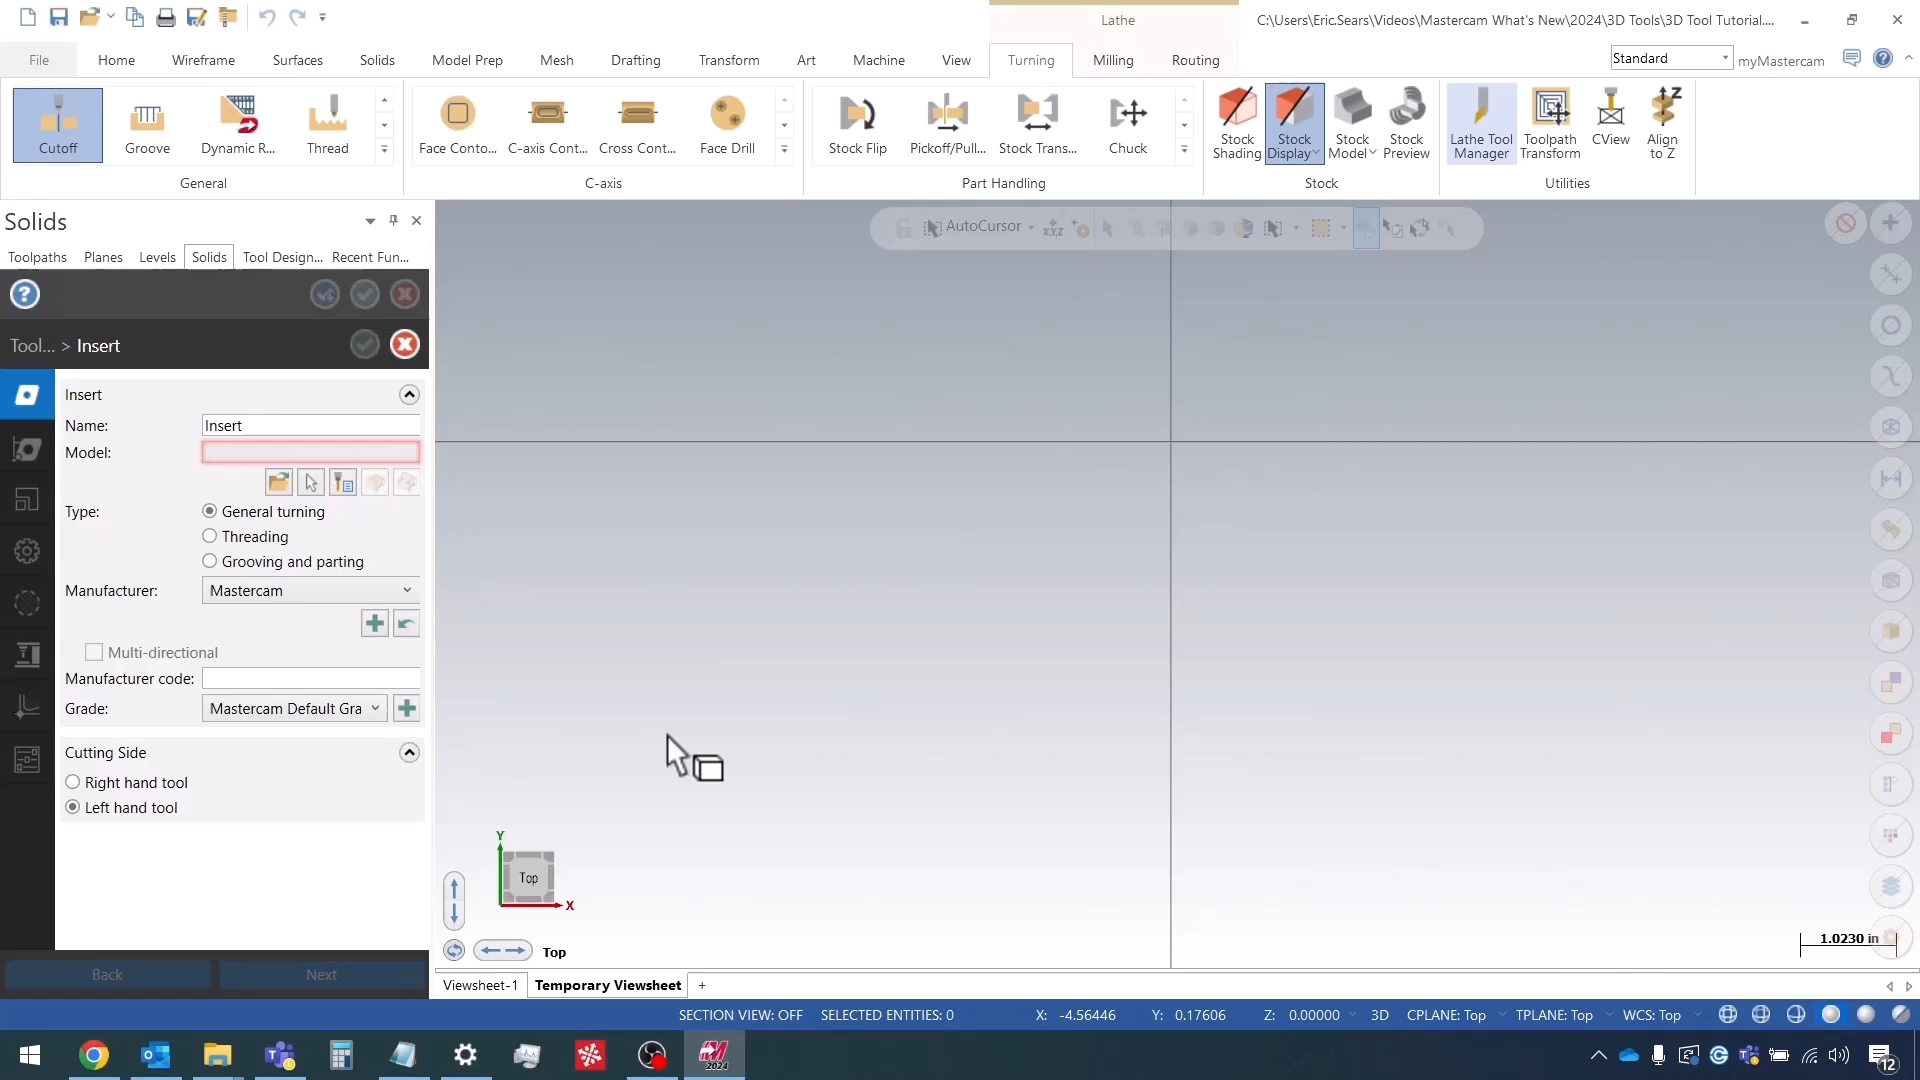 Lathe
C:\Users\Eric.Sears\Videos\Mastercam What's New\2024\3D Tools\3D Tool Tutorial....
File
Home
Wireframe
Surfaces
Solids
Model Prep
Mesh
Drafting
Transform
Art
Machine
View
Turning
Milling
Routing
Standard
myMastercam
Cutoff
Groove
Dynamic R...
Thread
Face Conto...
C-axis Cont...
Cross Cont...
Face Drill
Stock Flip
Pickoff/Pull...
Stock Trans...
Chuck
Stock
Shading
Stock
Display
Stock
Model
Stock
Preview
Lathe Tool
Manager
Toolpath
Transform
CView
Align
to Z
General
C-axis
Part Handling
Stock
Utilities
Solids
Toolpaths
Planes
Levels
Solids
Tool Design...
Recent Fun...
AutoCursor
Tool... > Insert
Insert
Name:
Insert
Model:
Type:
General turning
Threading
Grooving and parting
Manufacturer:
Mastercam
Multi-directional
Manufacturer code:
Grade:
Mastercam Default Gra
Cutting Side
Right hand tool
Left hand tool
Back
Next
Y
Top
X
Top
1.0230 in
Viewsheet-1
Temporary Viewsheet
+
SECTION VIEW: OFF
SELECTED ENTITIES: 0
X: -4.56446
Y: 0.17606
Z: 0.00000
3D
CPLANE: Top
TPLANE: Top
WCS: Top
2024
12